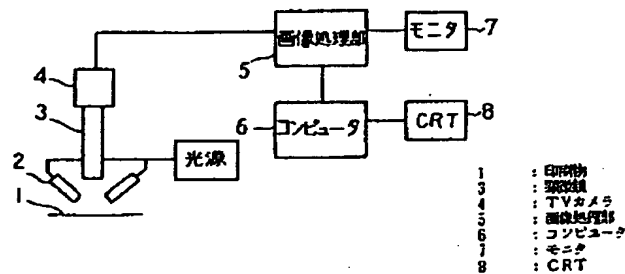 画像処理部
モニタ
7
5
4
3
6
コンピュータ
CRT
8
光源
2
1
1 : 印刷物
3 : 顕微鏡
4 : TVカメラ
5 : 画像処理部
6 : コンピュータ
7 : モニタ
8 : CRT